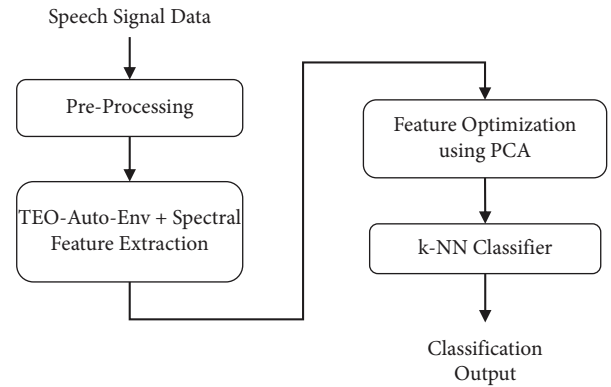 Speech Signal Data
Pre-Processing
TEO-Auto-Env + Spectral
Feature Extraction
Feature Optimization
using PCA
k-NN Classifier
Classification
Output